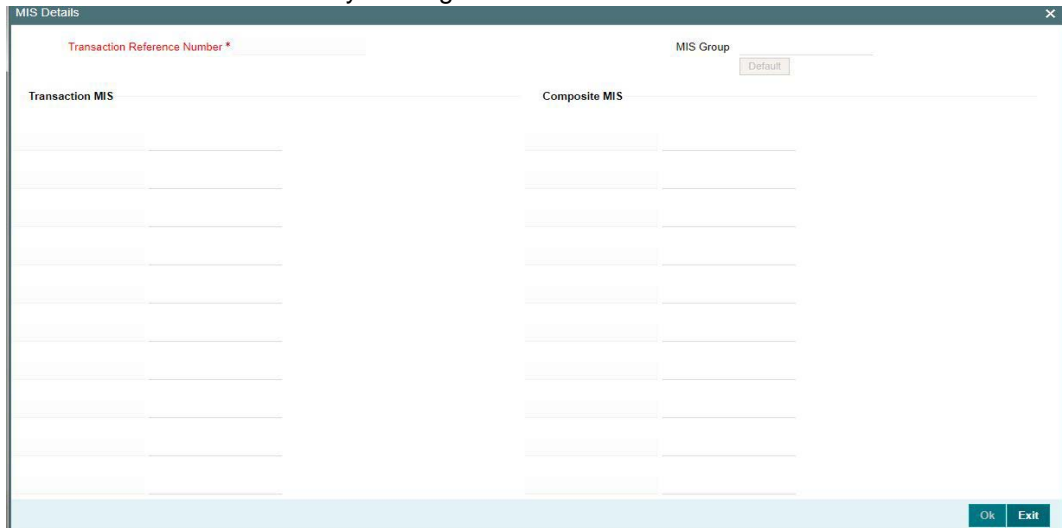 MIS Details ×
Transaction Reference Number * MIS Group
Default
Transaction MIS Composite MIS
Ok Exit